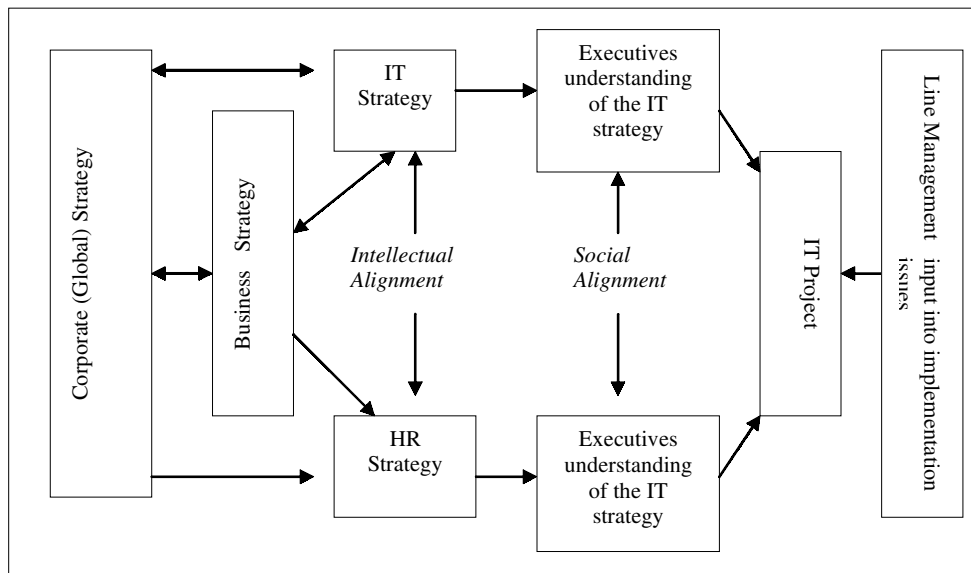 Corporate (Global) Strategy
Business Strategy
IT
Strategy
Executives
understanding
of the IT
strategy
Intellectual
Alignment
Social
Alignment
HR
Strategy
Executives
understanding
of the IT
strategy
IT Project
Line Management input into implementation
issues